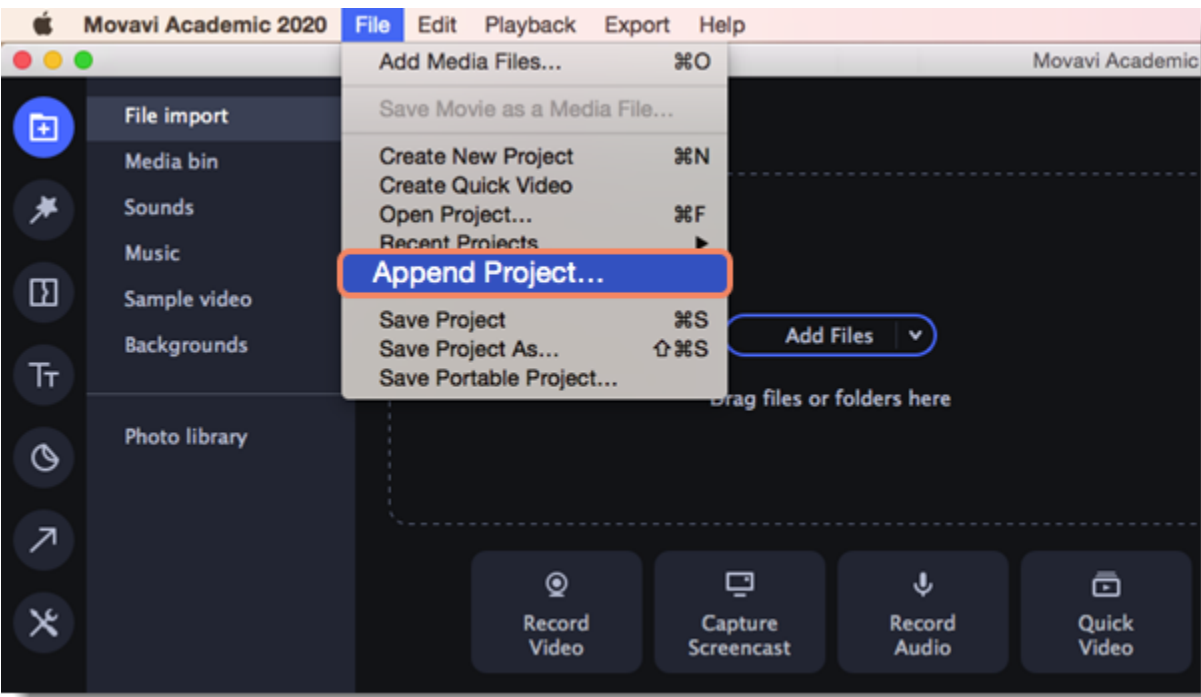 Movavi Academic 2020 File Edit Playback Export Help
Movavi Academic
Add Media Files... ⌘O
Save Movie as a Media File...
Create New Project ⌘N
Create Quick Video
Open Project... ⌘F
Recent Projects ▶
Append Project...
Save Project ⌘S
Save Project As... ⇧⌘S
Save Portable Project...
File import
Media bin
Sounds
Music
Sample video
Backgrounds
Photo library
TT
Add Files
Drag files or folders here
Record
Video
Capture
Screencast
Record
Audio
Quick
Video